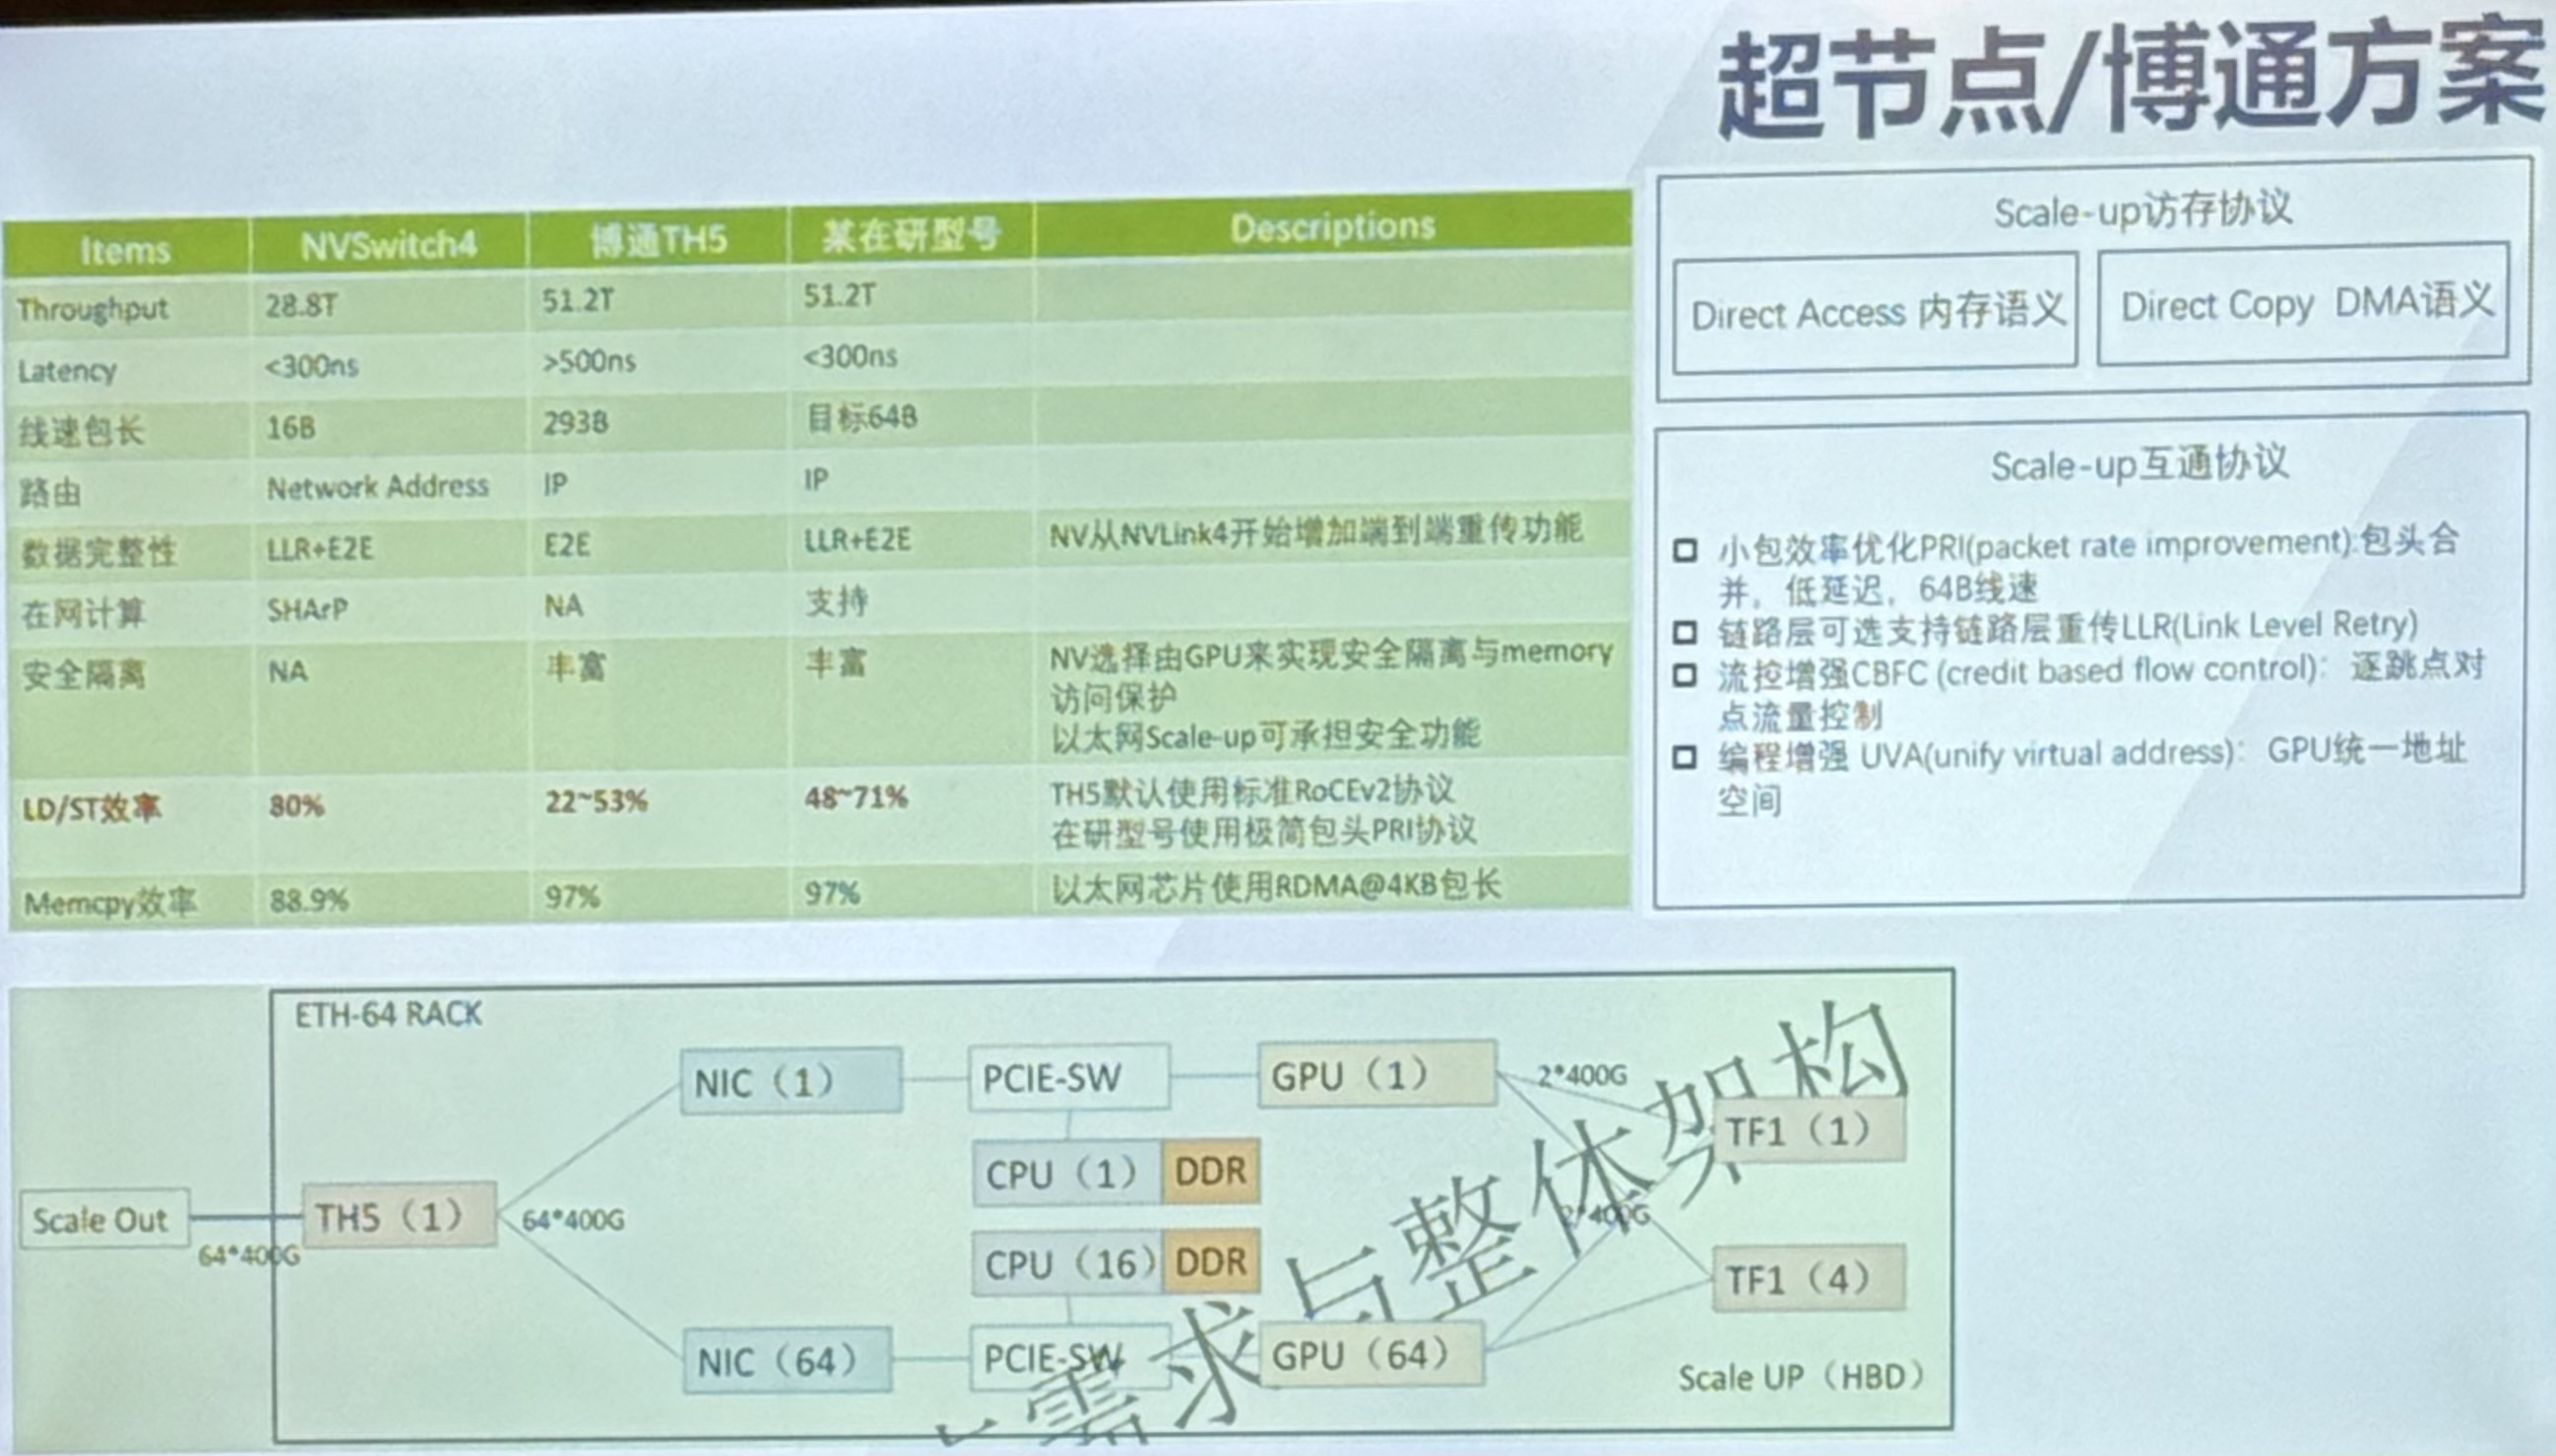 超节点/博通方案
Items NVSwitch4 博通TH5 某在研型号 Descriptions
Throughput 28.8T 51.2T 51.2T
Latency <300ns >500ns <300ns
线速包长 16B 293B 目标64B
路由 Network Address IP IP
数据完整性 LLR+E2E E2E LLR+E2E NV从NVLink4开始增加端到端重传功能
在网计算 SHArP NA 支持
安全隔离 NA 丰富 丰富 NV选择由GPU来实现安全隔离与memory
访问保护
以太网Scale-up可承担安全功能
LD/ST效率 80% 22~53% 48~71% TH5默认使用标准RoCEv2协议
在研型号使用极简包头PRI协议
Memcpy效率 88.9% 97% 97% 以太网芯片使用RDMA@4KB包长
Scale-up访存协议
Direct Access 内存语义
Direct Copy DMA语义
Scale-up互通协议
小包效率优化PRI(packet rate improvement):包头合
并，低延迟，64B线速
链路层可选支持链路层重传LLR(Link Level Retry)
流控增强CBFC (credit based flow control)：逐跳点对
点流量控制
编程增强 UVA(unify virtual address)：GPU统一地址
空间
ETH-64 RACK
NIC（1） PCIE-SW GPU（1） 2*400G
TF1（1）
CPU（1） DDR
Scale Out 64*400G TH5（1） 64*400G
2*400G
CPU（16） DDR
TF1（4）
NIC（64） PCIE-SW GPU（64）
Scale UP（HBD）
需求与整体架构